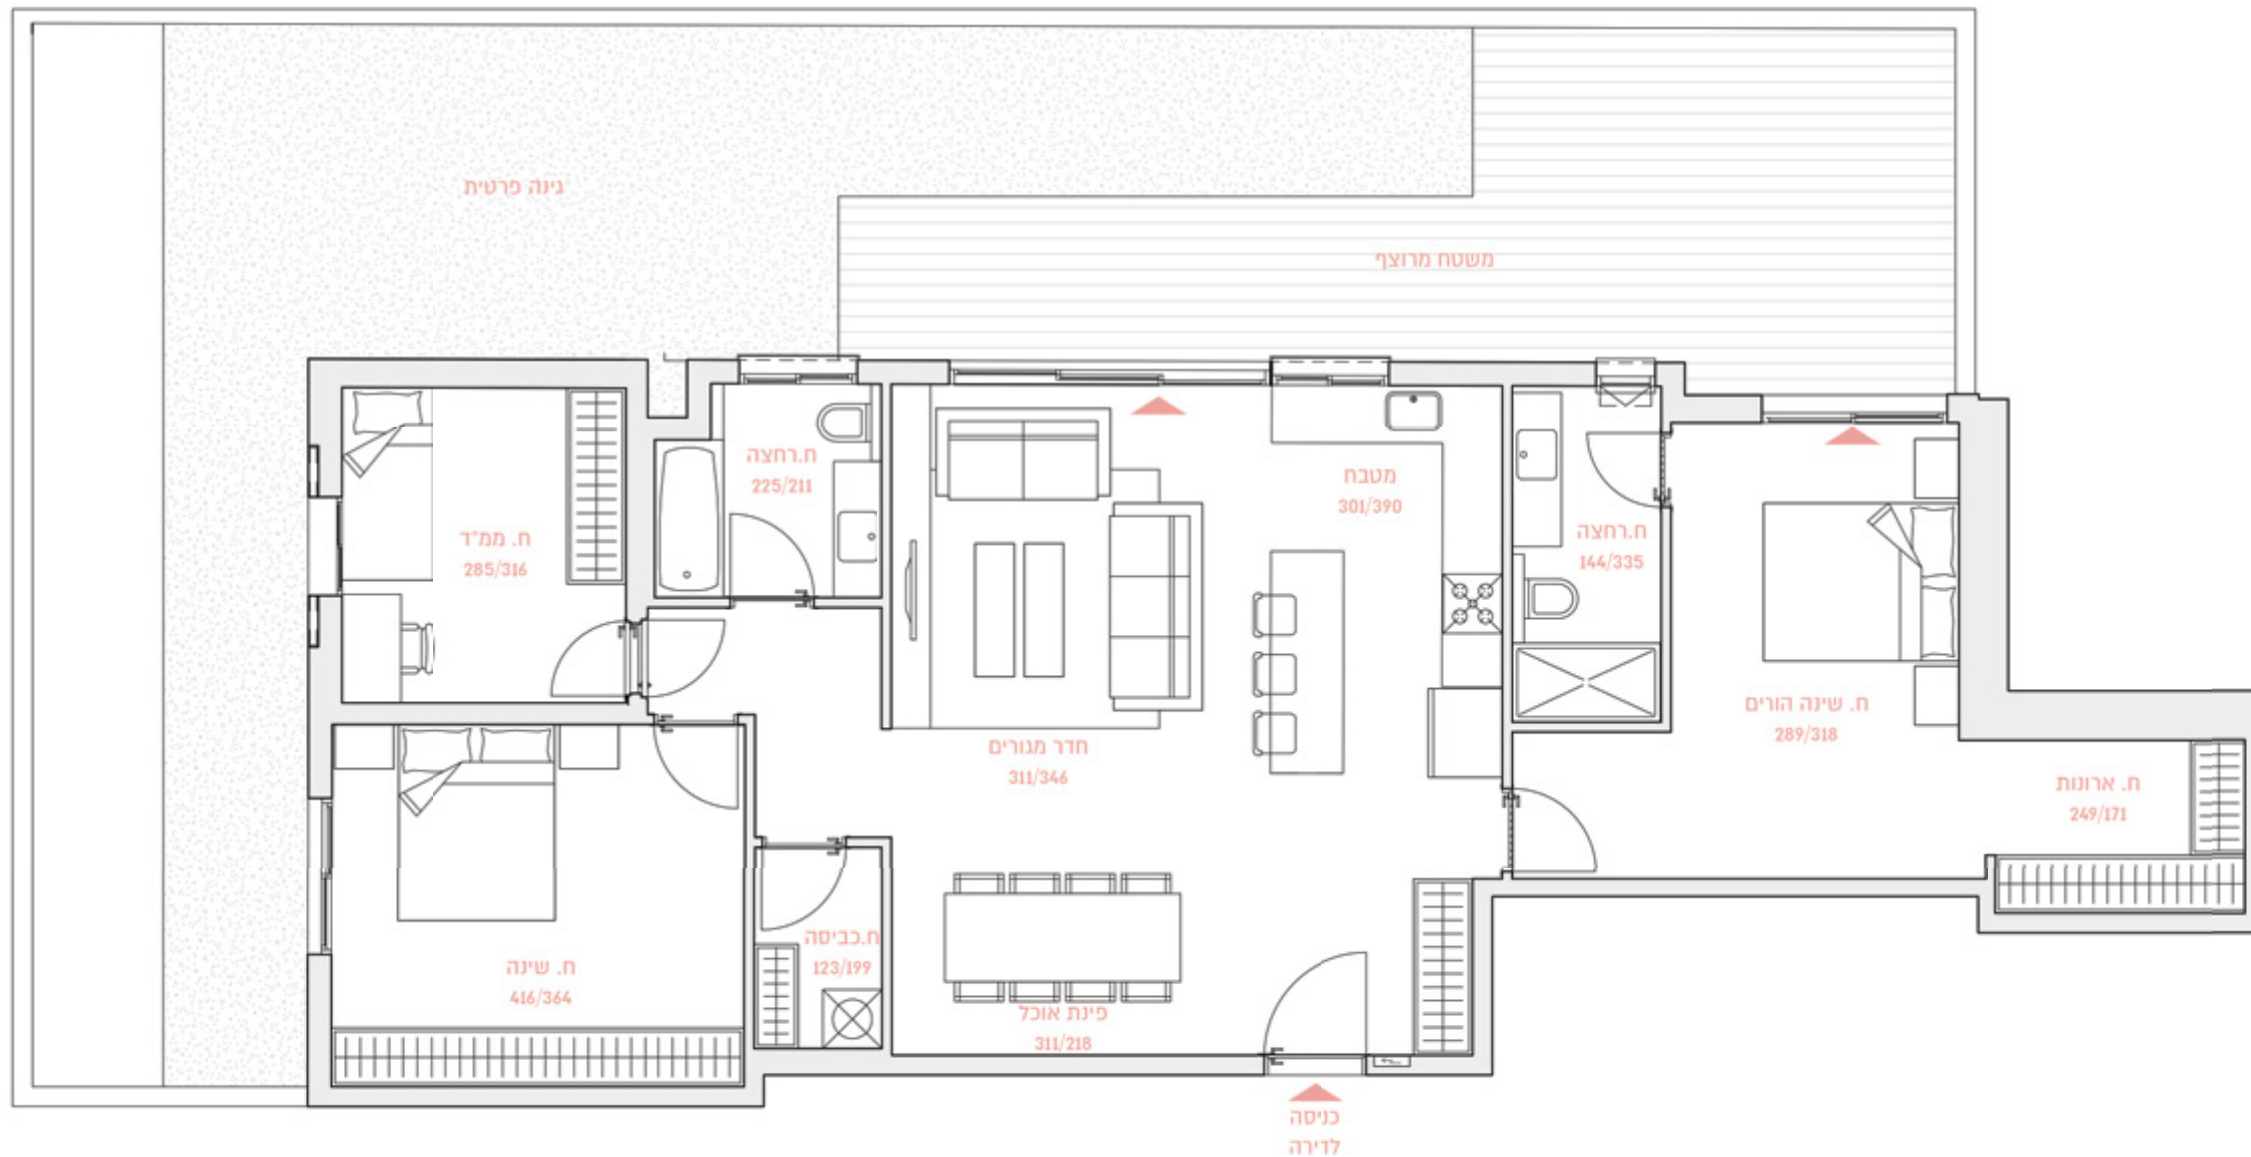 גינה פרטית
משטח מרוצף
ח.רחצה
225/211
מטבח
301/390
ח.רחצה
144/335
ח. ממ"ד
285/316
ח. שינה הורים
289/318
חדר מגורים
311/346
ח. ארונות
249/171
ח.כביסה
123/199
ח. שינה
416/364
פינת אוכל
311/218
כניסה
לדירה